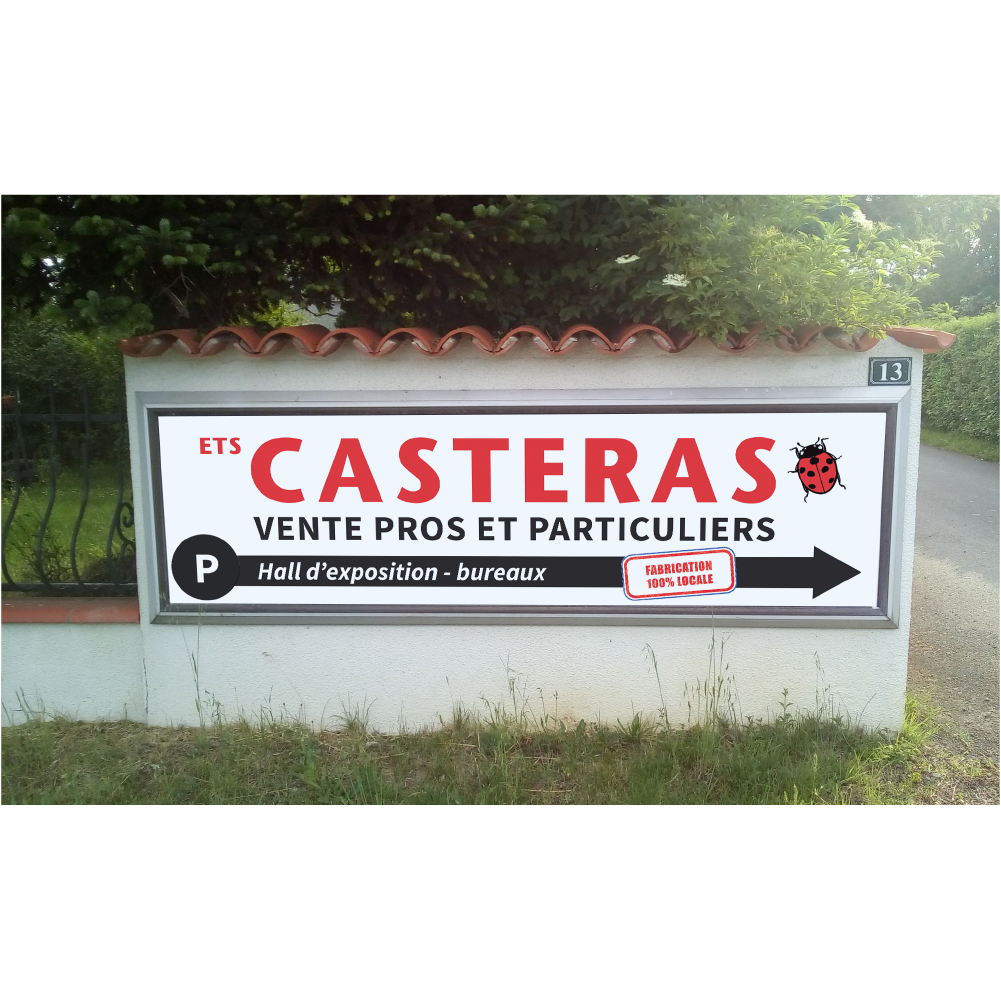 13
ETS CASTERAS
VENTE PROS ET PARTICULIERS
P Hall d'exposition - bureaux
FABRICATION
100% LOCALE